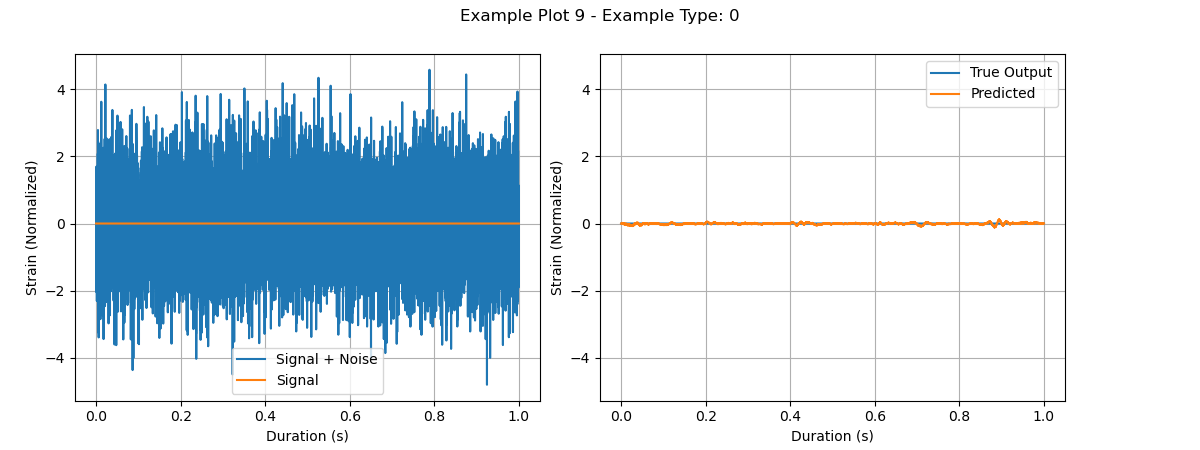 Example Plot 9 - Example Type: 0
Strain (Normalized)
4
2
0
−2
−4
Signal + Noise
Signal
0.0 0.2 0.4 0.6 0.8 1.0
Duration (s)
Strain (Normalized)
4
2
0
−2
−4
True Output
Predicted
0.0 0.2 0.4 0.6 0.8 1.0
Duration (s)